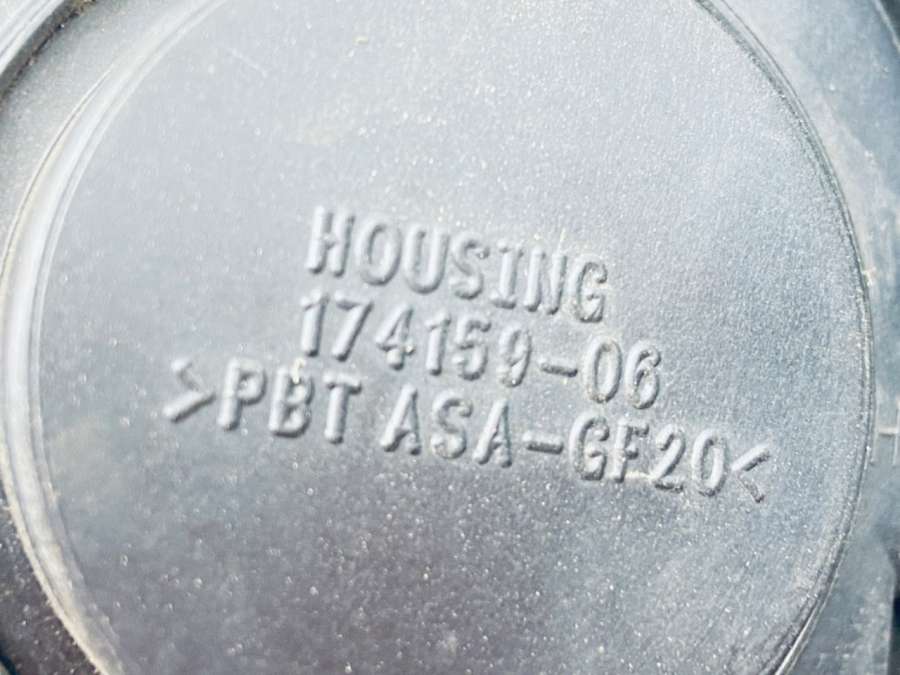 HOUSING
174159-06
>PBT ASA-GF20<